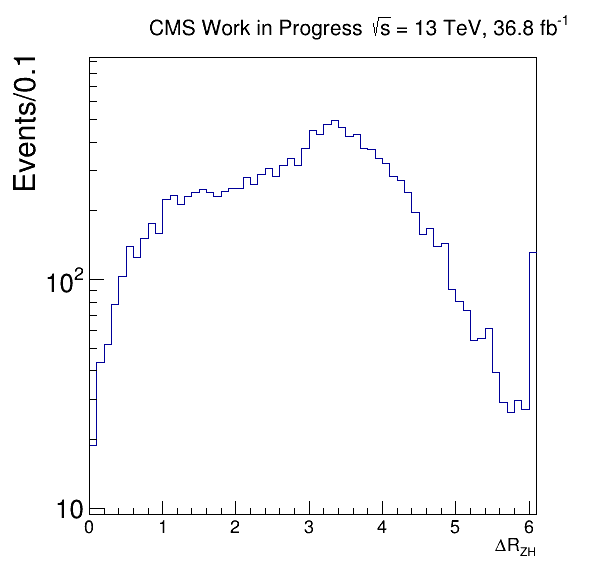 CMS Work in Progress √s = 13 TeV, 36.8 fb⁻¹
Events/0.1
10²
10
0 1 2 3 4 5 6
ΔR_ZH